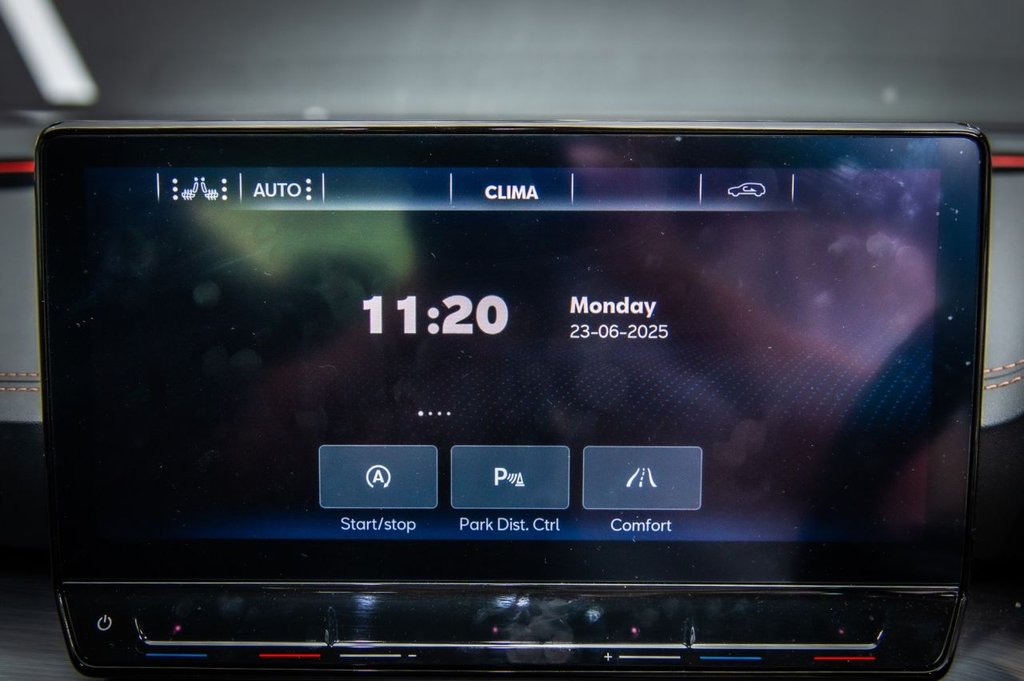 AUTO
CLIMA
11:20
Monday
23-06-2025
A
P
Start/stop
Park Dist. Ctrl
Comfort
- +